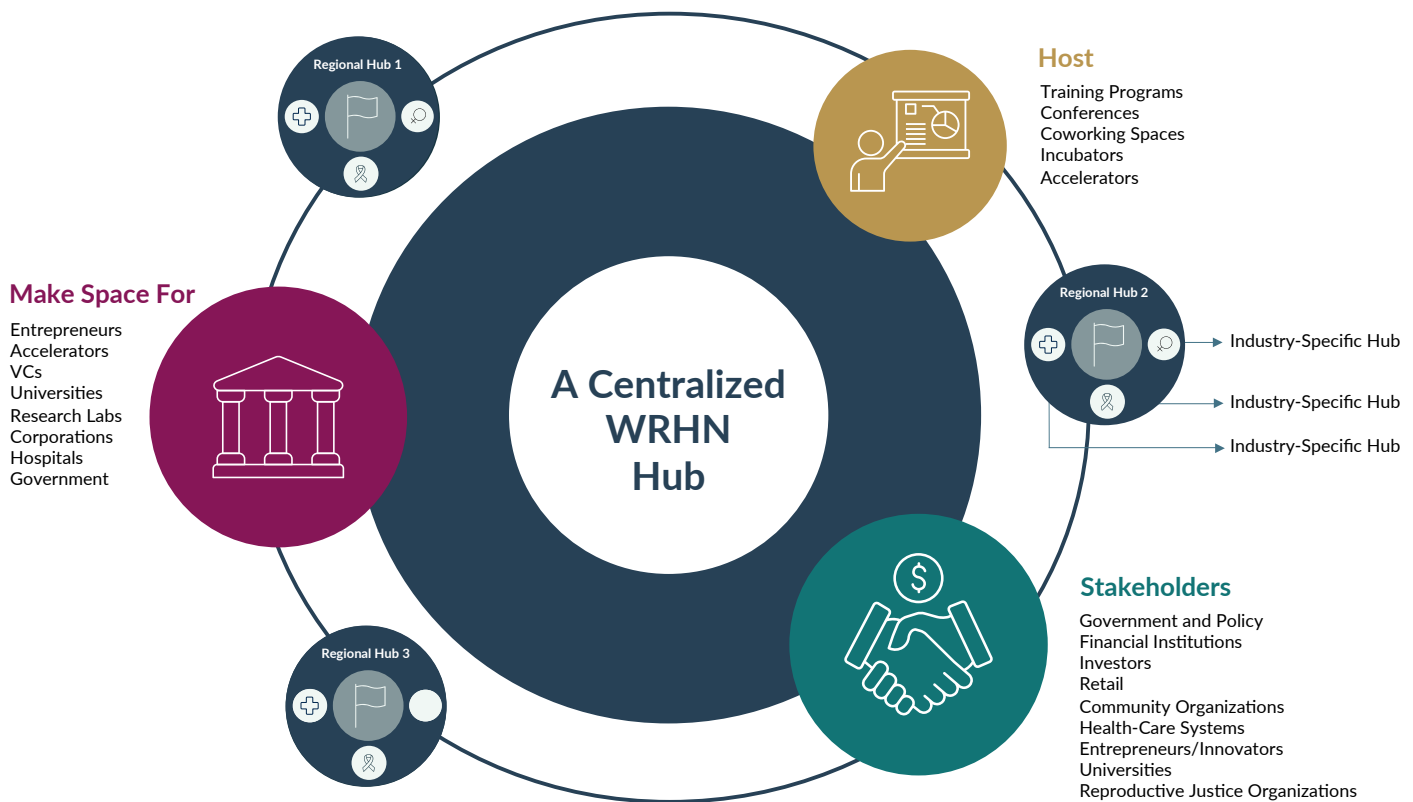 Regional Hub 1
Host
Training Programs
Conferences
Coworking Spaces
Incubators
Accelerators
Make Space For
Entrepreneurs
Accelerators
VCs
Universities
Research Labs
Corporations
Hospitals
Government
A Centralized
WRHN
Hub
Regional Hub 2
Industry-Specific Hub
Industry-Specific Hub
Industry-Specific Hub
Regional Hub 3
$
Stakeholders
Government and Policy
Financial Institutions
Investors
Retail
Community Organizations
Health-Care Systems
Entrepreneurs/Innovators
Universities
Reproductive Justice Organizations